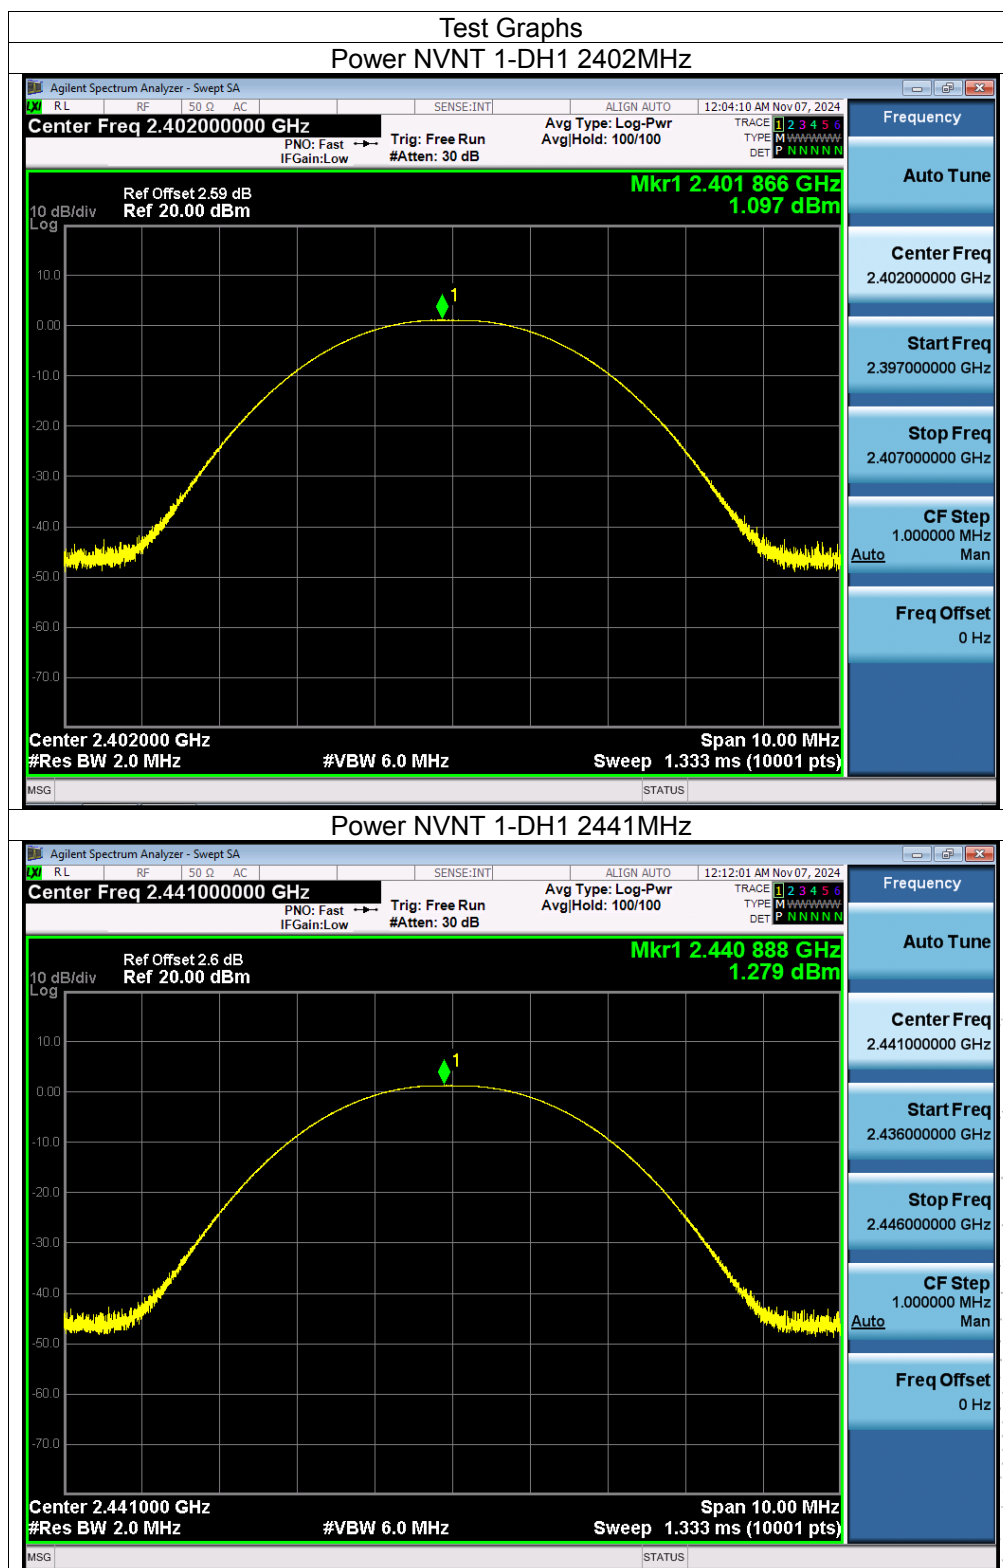 Test Graphs
Power NVNT 1-DH1 2402MHz
Agilent Spectrum Analyzer - Swept SA
LXI RL RF 50 Ω AC SENSE:INT ALIGN AUTO 12:04:10 AM Nov 07, 2024
Center Freq 2.402000000 GHz
PNO: Fast
IFGain:Low
Trig: Free Run
#Atten: 30 dB
Avg Type: Log-Pwr
Avg|Hold: 100/100
TRACE 1 2 3 4 5 6
TYPE M WWWWW
DET P N N N N N
Frequency
Mkr1 2.401 866 GHz
1.097 dBm
Ref Offset 2.59 dB
10 dB/div Ref 20.00 dBm
Log
10.0
0.00
-10.0
-20.0
-30.0
-40.0
-50.0
-60.0
-70.0
1
Auto Tune
Center Freq
2.402000000 GHz
Start Freq
2.397000000 GHz
Stop Freq
2.407000000 GHz
CF Step
1.000000 MHz
Auto Man
Freq Offset
0 Hz
Center 2.402000 GHz Span 10.00 MHz
#Res BW 2.0 MHz #VBW 6.0 MHz Sweep 1.333 ms (10001 pts)
MSG STATUS
Power NVNT 1-DH1 2441MHz
Agilent Spectrum Analyzer - Swept SA
LXI RL RF 50 Ω AC SENSE:INT ALIGN AUTO 12:12:01 AM Nov 07, 2024
Center Freq 2.441000000 GHz
PNO: Fast
IFGain:Low
Trig: Free Run
#Atten: 30 dB
Avg Type: Log-Pwr
Avg|Hold: 100/100
TRACE 1 2 3 4 5 6
TYPE M WWWWW
DET P N N N N N
Frequency
Mkr1 2.440 888 GHz
1.279 dBm
Ref Offset 2.6 dB
10 dB/div Ref 20.00 dBm
Log
10.0
0.00
-10.0
-20.0
-30.0
-40.0
-50.0
-60.0
-70.0
1
Auto Tune
Center Freq
2.441000000 GHz
Start Freq
2.436000000 GHz
Stop Freq
2.446000000 GHz
CF Step
1.000000 MHz
Auto Man
Freq Offset
0 Hz
Center 2.441000 GHz Span 10.00 MHz
#Res BW 2.0 MHz #VBW 6.0 MHz Sweep 1.333 ms (10001 pts)
MSG STATUS